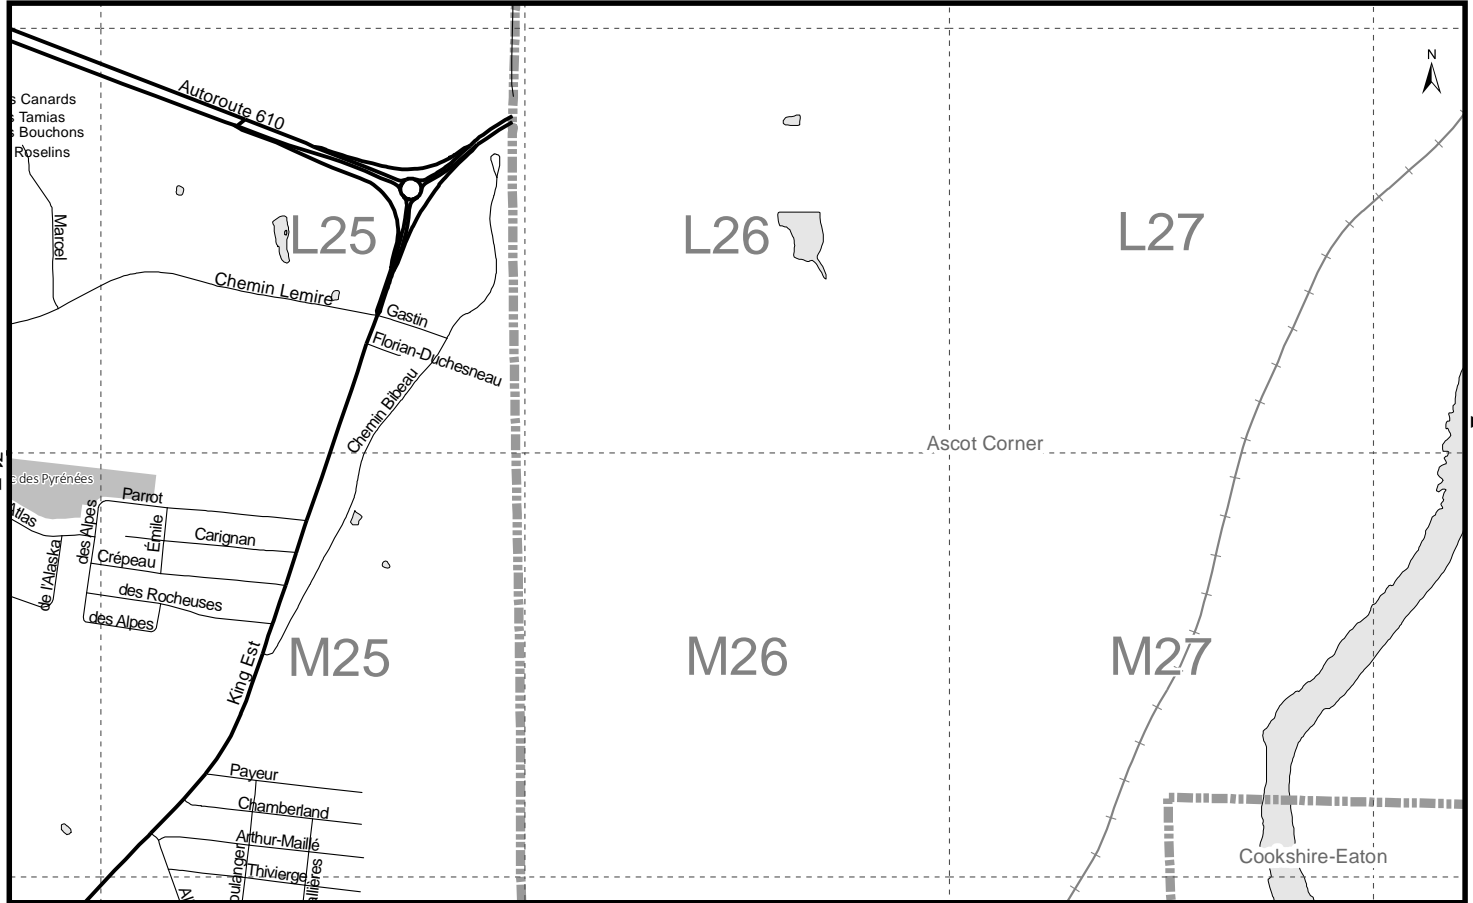 N
Autoroute 610
s Canards
s Tamias
s Bouchons
Roselins
Marcel
L25
L26
L27
Chemin Lemire
Gastin
Florian-Duchesneau
Chemin Bibeau
Ascot Corner
c des Pyrénées
Atlas
Parrot
des Alpes
Émile
Carignan
de l'Alaska
Crépeau
des Rocheuses
des Alpes
King Est
M25
M26
M27
Payeur
Chamberland
Arthur-Maillé
Thivierge
oulanger
allières
Cookshire-Eaton